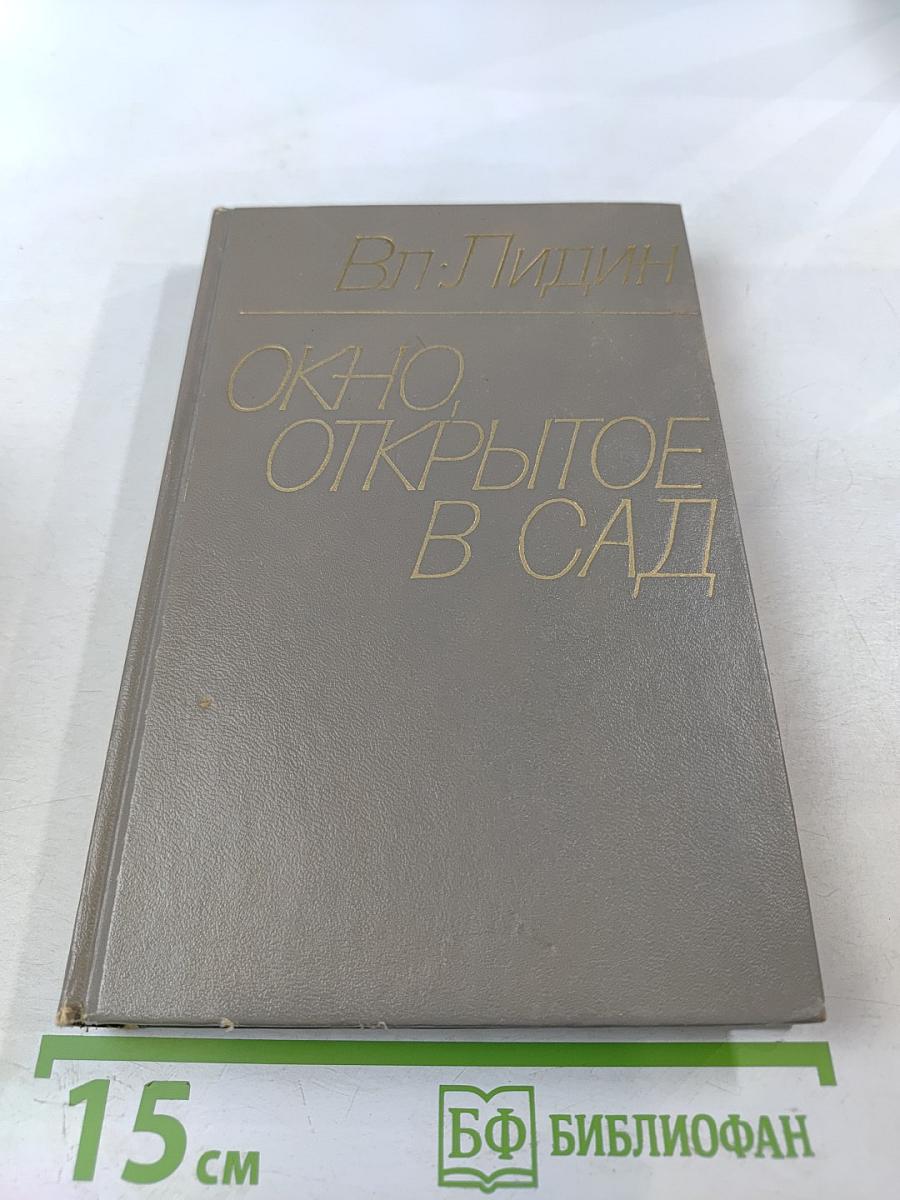 Вл. Лидин
ОКНО,
ОТКРЫТОЕ
В САД
15 см
БФ БИБЛИОФАН